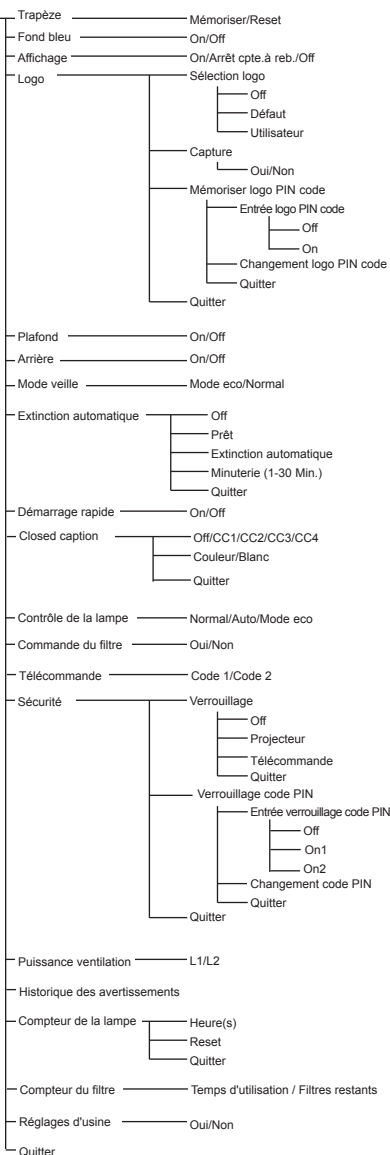 Trapèze Mémoriser/Reset
Fond bleu On/Off
Affichage On/Arrêt cpte.à reb./Off
Logo Sélection logo
Off
Défaut
Utilisateur
Capture
Oui/Non
Mémoriser logo PIN code
Entrée logo PIN code
Off
On
Changement logo PIN code
Quitter
Quitter
Plafond On/Off
Arrière On/Off
Mode veille Mode eco/Normal
Extinction automatique Off
Prêt
Extinction automatique
Minuterie (1-30 Min.)
Quitter
Démarrage rapide On/Off
Closed caption Off/CC1/CC2/CC3/CC4
Couleur/Blanc
Quitter
Contrôle de la lampe Normal/Auto/Mode eco
Commande du filtre Oui/Non
Télécommande Code 1/Code 2
Sécurité Verrouillage
Off
Projecteur
Télécommande
Quitter
Verrouillage code PIN
Entrée verrouillage code PIN
Off
On1
On2
Changement code PIN
Quitter
Quitter
Puissance ventilation L1/L2
Historique des avertissements
Compteur de la lampe Heure(s)
Reset
Quitter
Compteur du filtre Temps d'utilisation / Filtres restants
Réglages d'usine Oui/Non
Quitter